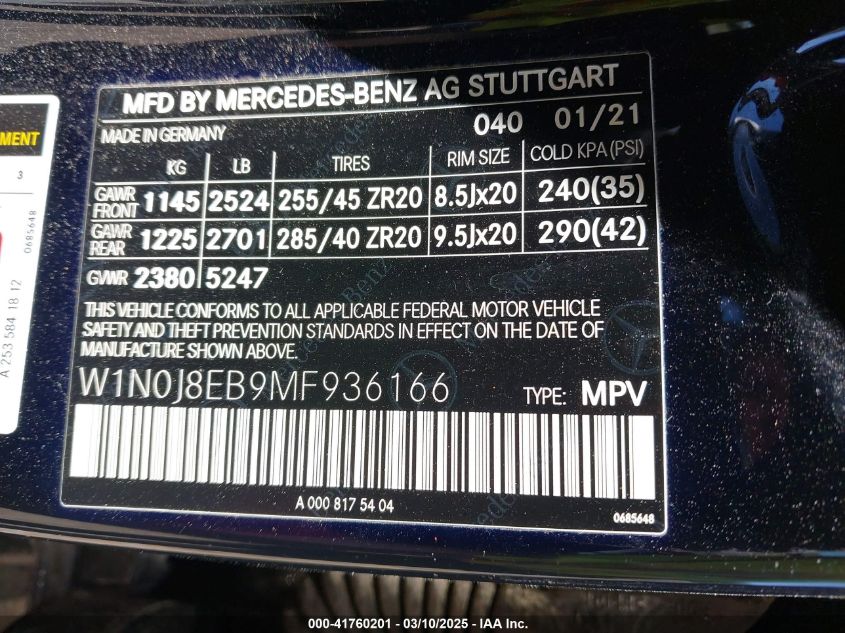 MFD BY MERCEDES-BENZ AG STUTTGART
MADE IN GERMANY 040 01/21
KG LB TIRES RIM SIZE COLD KPA (PSI)
GAWR FRONT 1145 2524 255/45 ZR20 8.5Jx20 240(35)
GAWR REAR 1225 2701 285/40 ZR20 9.5Jx20 290(42)
GVWR 2380 5247
THIS VEHICLE CONFORMS TO ALL APPLICABLE FEDERAL MOTOR VEHICLE
SAFETY AND THEFT PREVENTION STANDARDS IN EFFECT ON THE DATE OF
MANUFACTURE SHOWN ABOVE.
W1N0J8EB9MF936166 TYPE: MPV
A 000 817 54 04
0685648
MENT
3
0685648
A 253 584 18 12
000-41760201 - 03/10/2025 - IAA Inc.